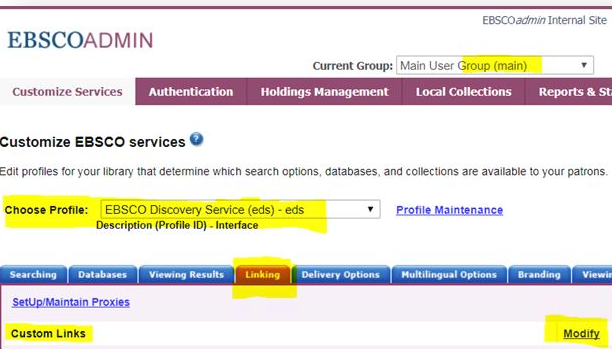 EBSCOadmin Internal Site
EBSCOADMIN
Current Group: Main User Group (main)
Customize Services Authentication Holdings Management Local Collections Reports & Sta
Customize EBSCO services ?
Edit profiles for your library that determine which search options, databases, and collections are available to your patrons.
Choose Profile: EBSCO Discovery Service (eds) - eds Profile Maintenance
Description (Profile ID) - Interface
Searching Databases Viewing Results Linking Delivery Options Multilingual Options Branding Viewin
SetUp/Maintain Proxies
Custom Links Modify